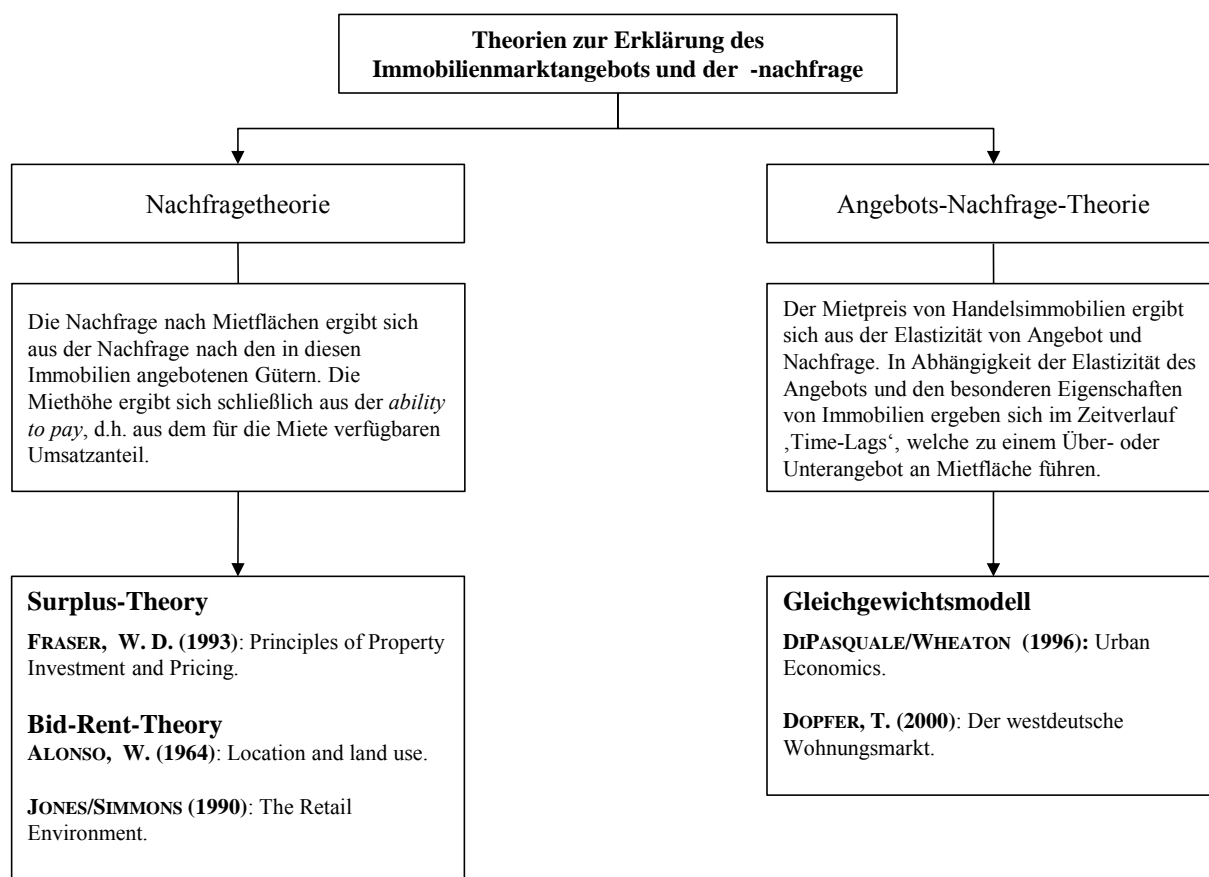 Theorien zur Erklärung des
Immobilienmarktangebots und der -nachfrage
Nachfragetheorie
Die Nachfrage nach Mietflächen ergibt sich
aus der Nachfrage nach den in diesen
Immobilien angebotenen Gütern. Die
Miethöhe ergibt sich schließlich aus der ability
to pay, d.h. aus dem für die Miete verfügbaren
Umsatzanteil.
Surplus-Theory
FRASER, W. D. (1993): Principles of Property
Investment and Pricing.
Bid-Rent-Theory
ALONSO, W. (1964): Location and land use.
JONES/SIMMONS (1990): The Retail
Environment.
Angebots-Nachfrage-Theorie
Der Mietpreis von Handelsimmobilien ergibt
sich aus der Elastizität von Angebot und
Nachfrage. In Abhängigkeit der Elastizität des
Angebots und den besonderen Eigenschaften
von Immobilien ergeben sich im Zeitverlauf
‚Time-Lags‘, welche zu einem Über- oder
Unterangebot an Mietfläche führen.
Gleichgewichtsmodell
DIPASQUALE/WHEATON (1996): Urban
Economics.
DOPFER, T. (2000): Der westdeutsche
Wohnungsmarkt.